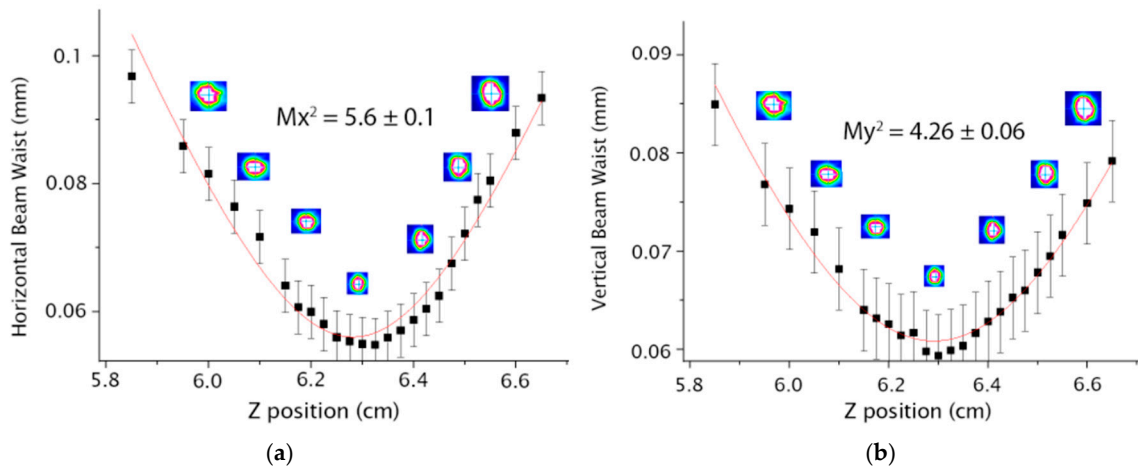 0.1
0.08
0.06
Horizontal Beam Waist (mm)
Mx² = 5.6 ± 0.1
5.8 6.0 6.2 6.4 6.6
Z position (cm)
(a)
0.09
0.08
0.07
0.06
Vertical Beam Waist (mm)
My² = 4.26 ± 0.06
5.8 6.0 6.2 6.4 6.6
Z position (cm)
(b)